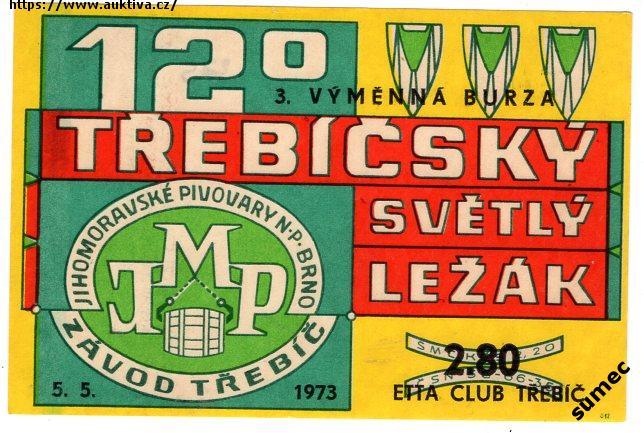 https://www.auktiva.cz/
12°
3. VÝMĚNNÁ BURZA
TŘEBÍČSKÝ
SVĚTLÝ
LEŽÁK
JIHOMORAVSKÉ PIVOVARY N·P· BRNO
JMP
ZÁVOD TŘEBÍČ
5. 5. 1973
2.80
ETTA CLUB TŘEBÍČ
sumec